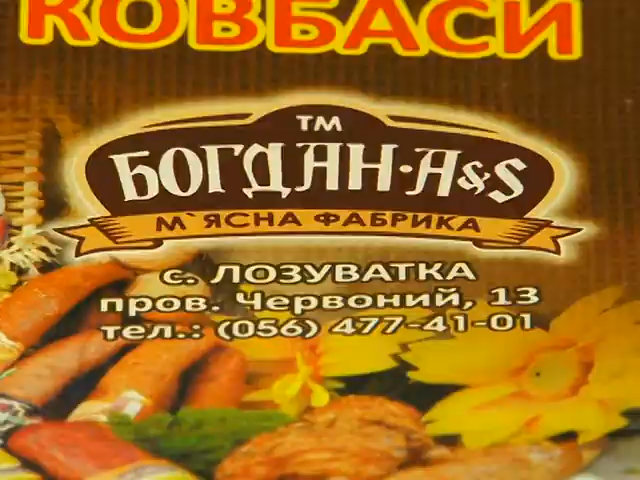 КОВБАСИ
ТМ
БОГДАН·A&S
М`ЯСНА ФАБРИКА
с. ЛОЗУВАТКА
пров. Червоний, 13
тел.: (056) 477-41-01